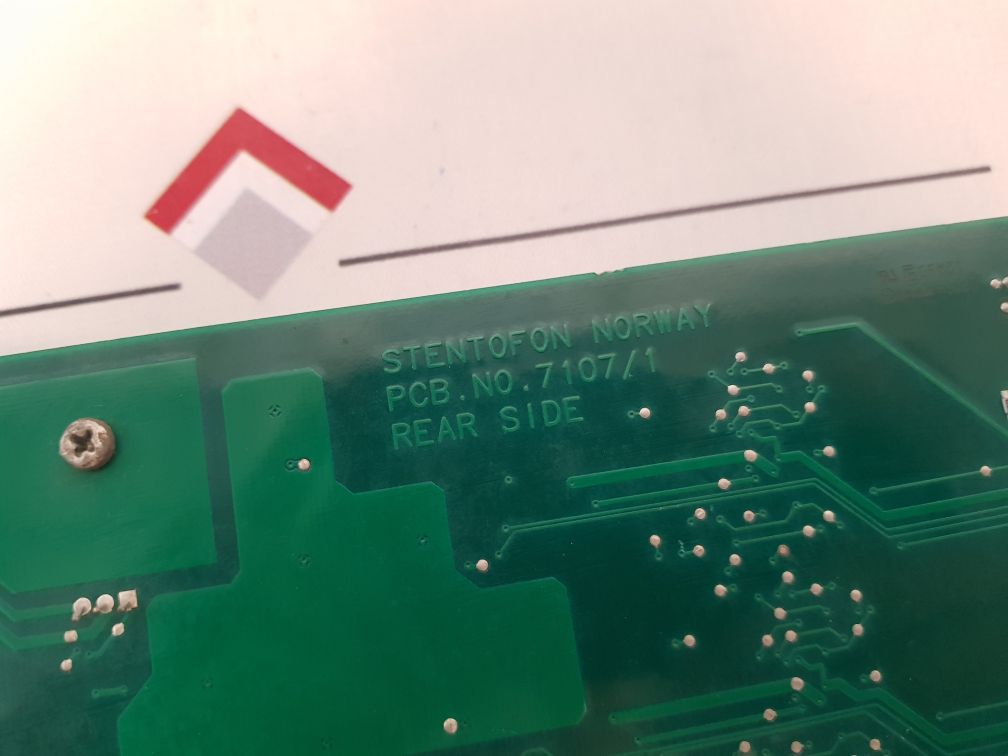 STENTOFON NORWAY
PCB.NO.7107/1
REAR SIDE